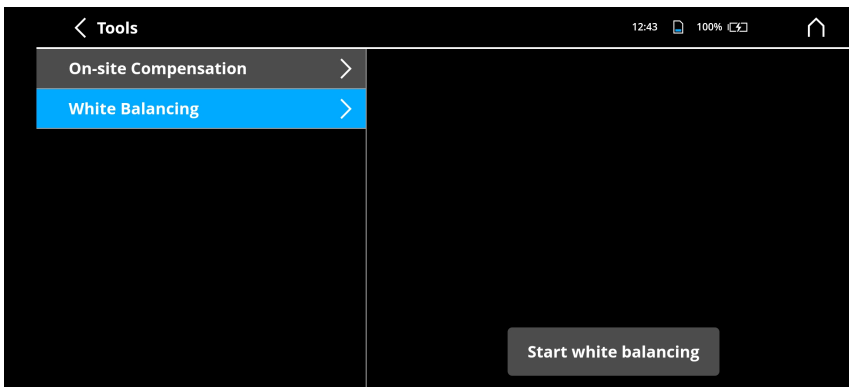 Tools
12:43
100%
On-site Compensation
White Balancing
Start white balancing